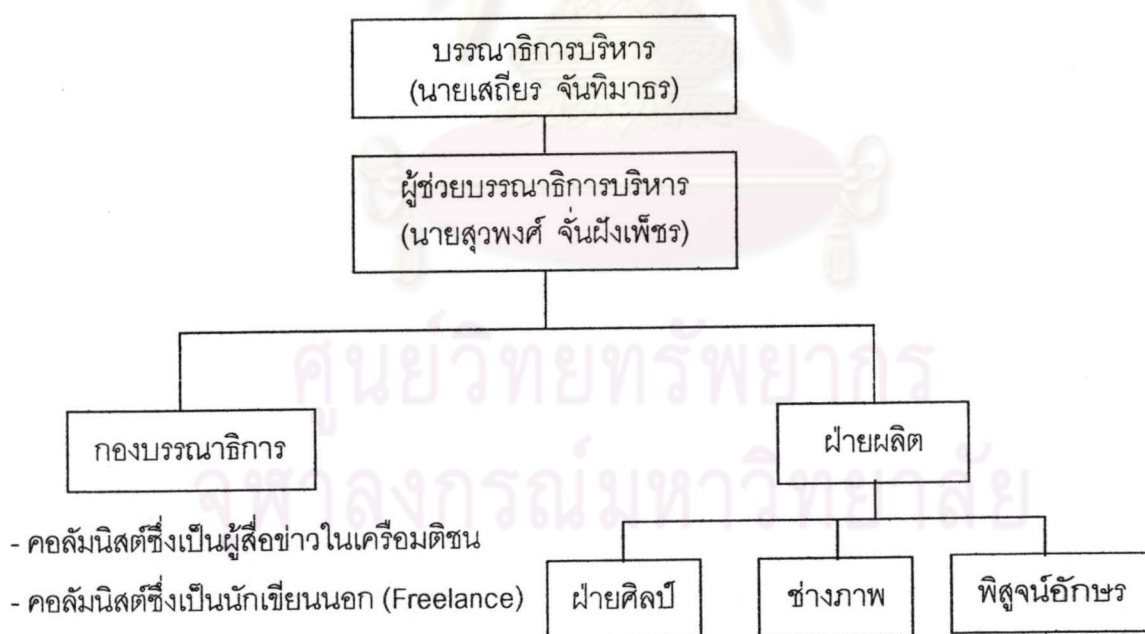 บรรณาธิการบริหาร
(นายเสถียร จันทิมาธร)
ผู้ช่วยบรรณาธิการบริหาร
(นายสุวพงศ์ จั่นฝังเพ็ชร)
กองบรรณาธิการ
- คอลัมนิสต์ซึ่งเป็นผู้สื่อข่าวในเครือมติชน
- คอลัมนิสต์ซึ่งเป็นนักเขียนนอก (Freelance)
ฝ่ายผลิต
ฝ่ายศิลป์
ช่างภาพ
พิสูจน์อักษร
ศูนย์วิทยทรัพยากร
จุฬาลงกรณ์มหาวิทยาลัย